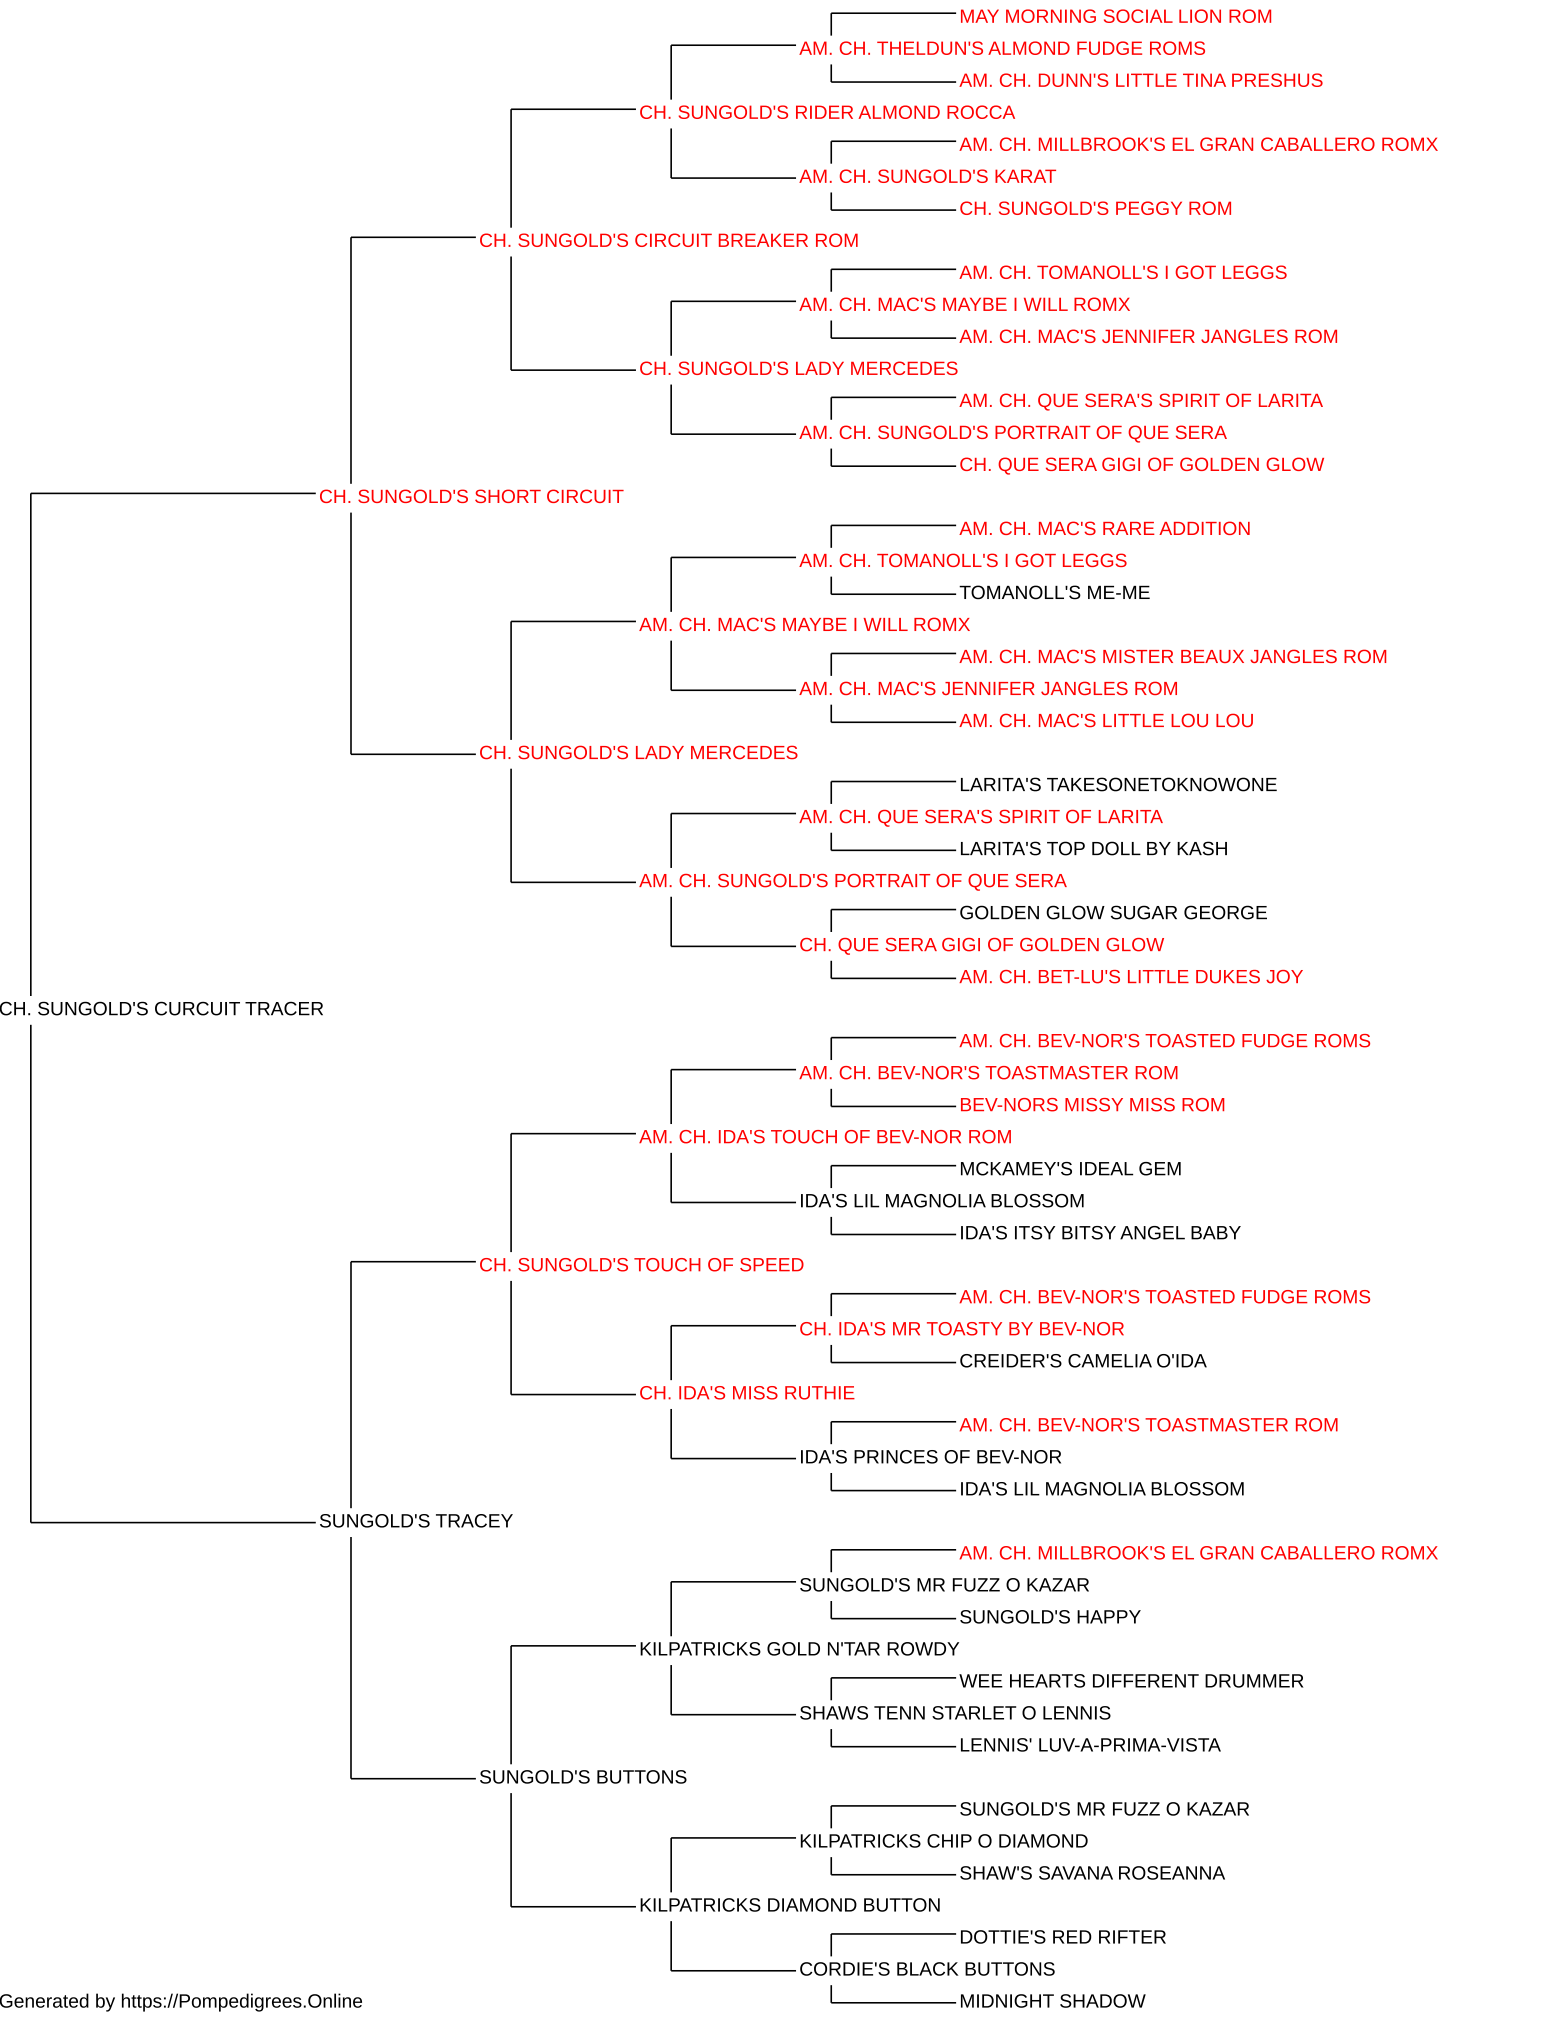 MAY MORNING SOCIAL LION ROM
AM. CH. THELDUN'S ALMOND FUDGE ROMS
AM. CH. DUNN'S LITTLE TINA PRESHUS
CH. SUNGOLD'S RIDER ALMOND ROCCA
AM. CH. MILLBROOK'S EL GRAN CABALLERO ROMX
AM. CH. SUNGOLD'S KARAT
CH. SUNGOLD'S PEGGY ROM
CH. SUNGOLD'S CIRCUIT BREAKER ROM
AM. CH. TOMANOLL'S I GOT LEGGS
AM. CH. MAC'S MAYBE I WILL ROMX
AM. CH. MAC'S JENNIFER JANGLES ROM
CH. SUNGOLD'S LADY MERCEDES
AM. CH. QUE SERA'S SPIRIT OF LARITA
AM. CH. SUNGOLD'S PORTRAIT OF QUE SERA
CH. QUE SERA GIGI OF GOLDEN GLOW
CH. SUNGOLD'S SHORT CIRCUIT
AM. CH. MAC'S RARE ADDITION
AM. CH. TOMANOLL'S I GOT LEGGS
TOMANOLL'S ME-ME
AM. CH. MAC'S MAYBE I WILL ROMX
AM. CH. MAC'S MISTER BEAUX JANGLES ROM
AM. CH. MAC'S JENNIFER JANGLES ROM
AM. CH. MAC'S LITTLE LOU LOU
CH. SUNGOLD'S LADY MERCEDES
LARITA'S TAKESONETOKNOWONE
AM. CH. QUE SERA'S SPIRIT OF LARITA
LARITA'S TOP DOLL BY KASH
AM. CH. SUNGOLD'S PORTRAIT OF QUE SERA
GOLDEN GLOW SUGAR GEORGE
CH. QUE SERA GIGI OF GOLDEN GLOW
AM. CH. BET-LU'S LITTLE DUKES JOY
CH. SUNGOLD'S CURCUIT TRACER
AM. CH. BEV-NOR'S TOASTED FUDGE ROMS
AM. CH. BEV-NOR'S TOASTMASTER ROM
BEV-NORS MISSY MISS ROM
AM. CH. IDA'S TOUCH OF BEV-NOR ROM
MCKAMEY'S IDEAL GEM
IDA'S LIL MAGNOLIA BLOSSOM
IDA'S ITSY BITSY ANGEL BABY
CH. SUNGOLD'S TOUCH OF SPEED
AM. CH. BEV-NOR'S TOASTED FUDGE ROMS
CH. IDA'S MR TOASTY BY BEV-NOR
CREIDER'S CAMELIA O'IDA
CH. IDA'S MISS RUTHIE
AM. CH. BEV-NOR'S TOASTMASTER ROM
IDA'S PRINCES OF BEV-NOR
IDA'S LIL MAGNOLIA BLOSSOM
SUNGOLD'S TRACEY
AM. CH. MILLBROOK'S EL GRAN CABALLERO ROMX
SUNGOLD'S MR FUZZ O KAZAR
SUNGOLD'S HAPPY
KILPATRICKS GOLD N'TAR ROWDY
WEE HEARTS DIFFERENT DRUMMER
SHAWS TENN STARLET O LENNIS
LENNIS' LUV-A-PRIMA-VISTA
SUNGOLD'S BUTTONS
SUNGOLD'S MR FUZZ O KAZAR
KILPATRICKS CHIP O DIAMOND
SHAW'S SAVANA ROSEANNA
KILPATRICKS DIAMOND BUTTON
DOTTIE'S RED RIFTER
CORDIE'S BLACK BUTTONS
MIDNIGHT SHADOW
Generated by https://Pompedigrees.Online